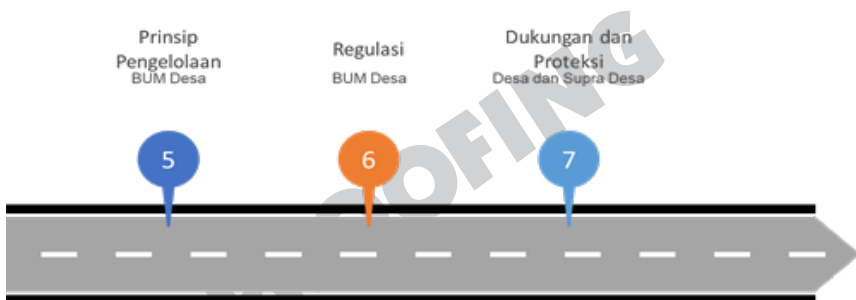 Prinsip
Pengelolaan
BUM Desa
Regulasi
BUM Desa
Dukungan dan
Proteksi
Desa dan Supra Desa
5
6
7